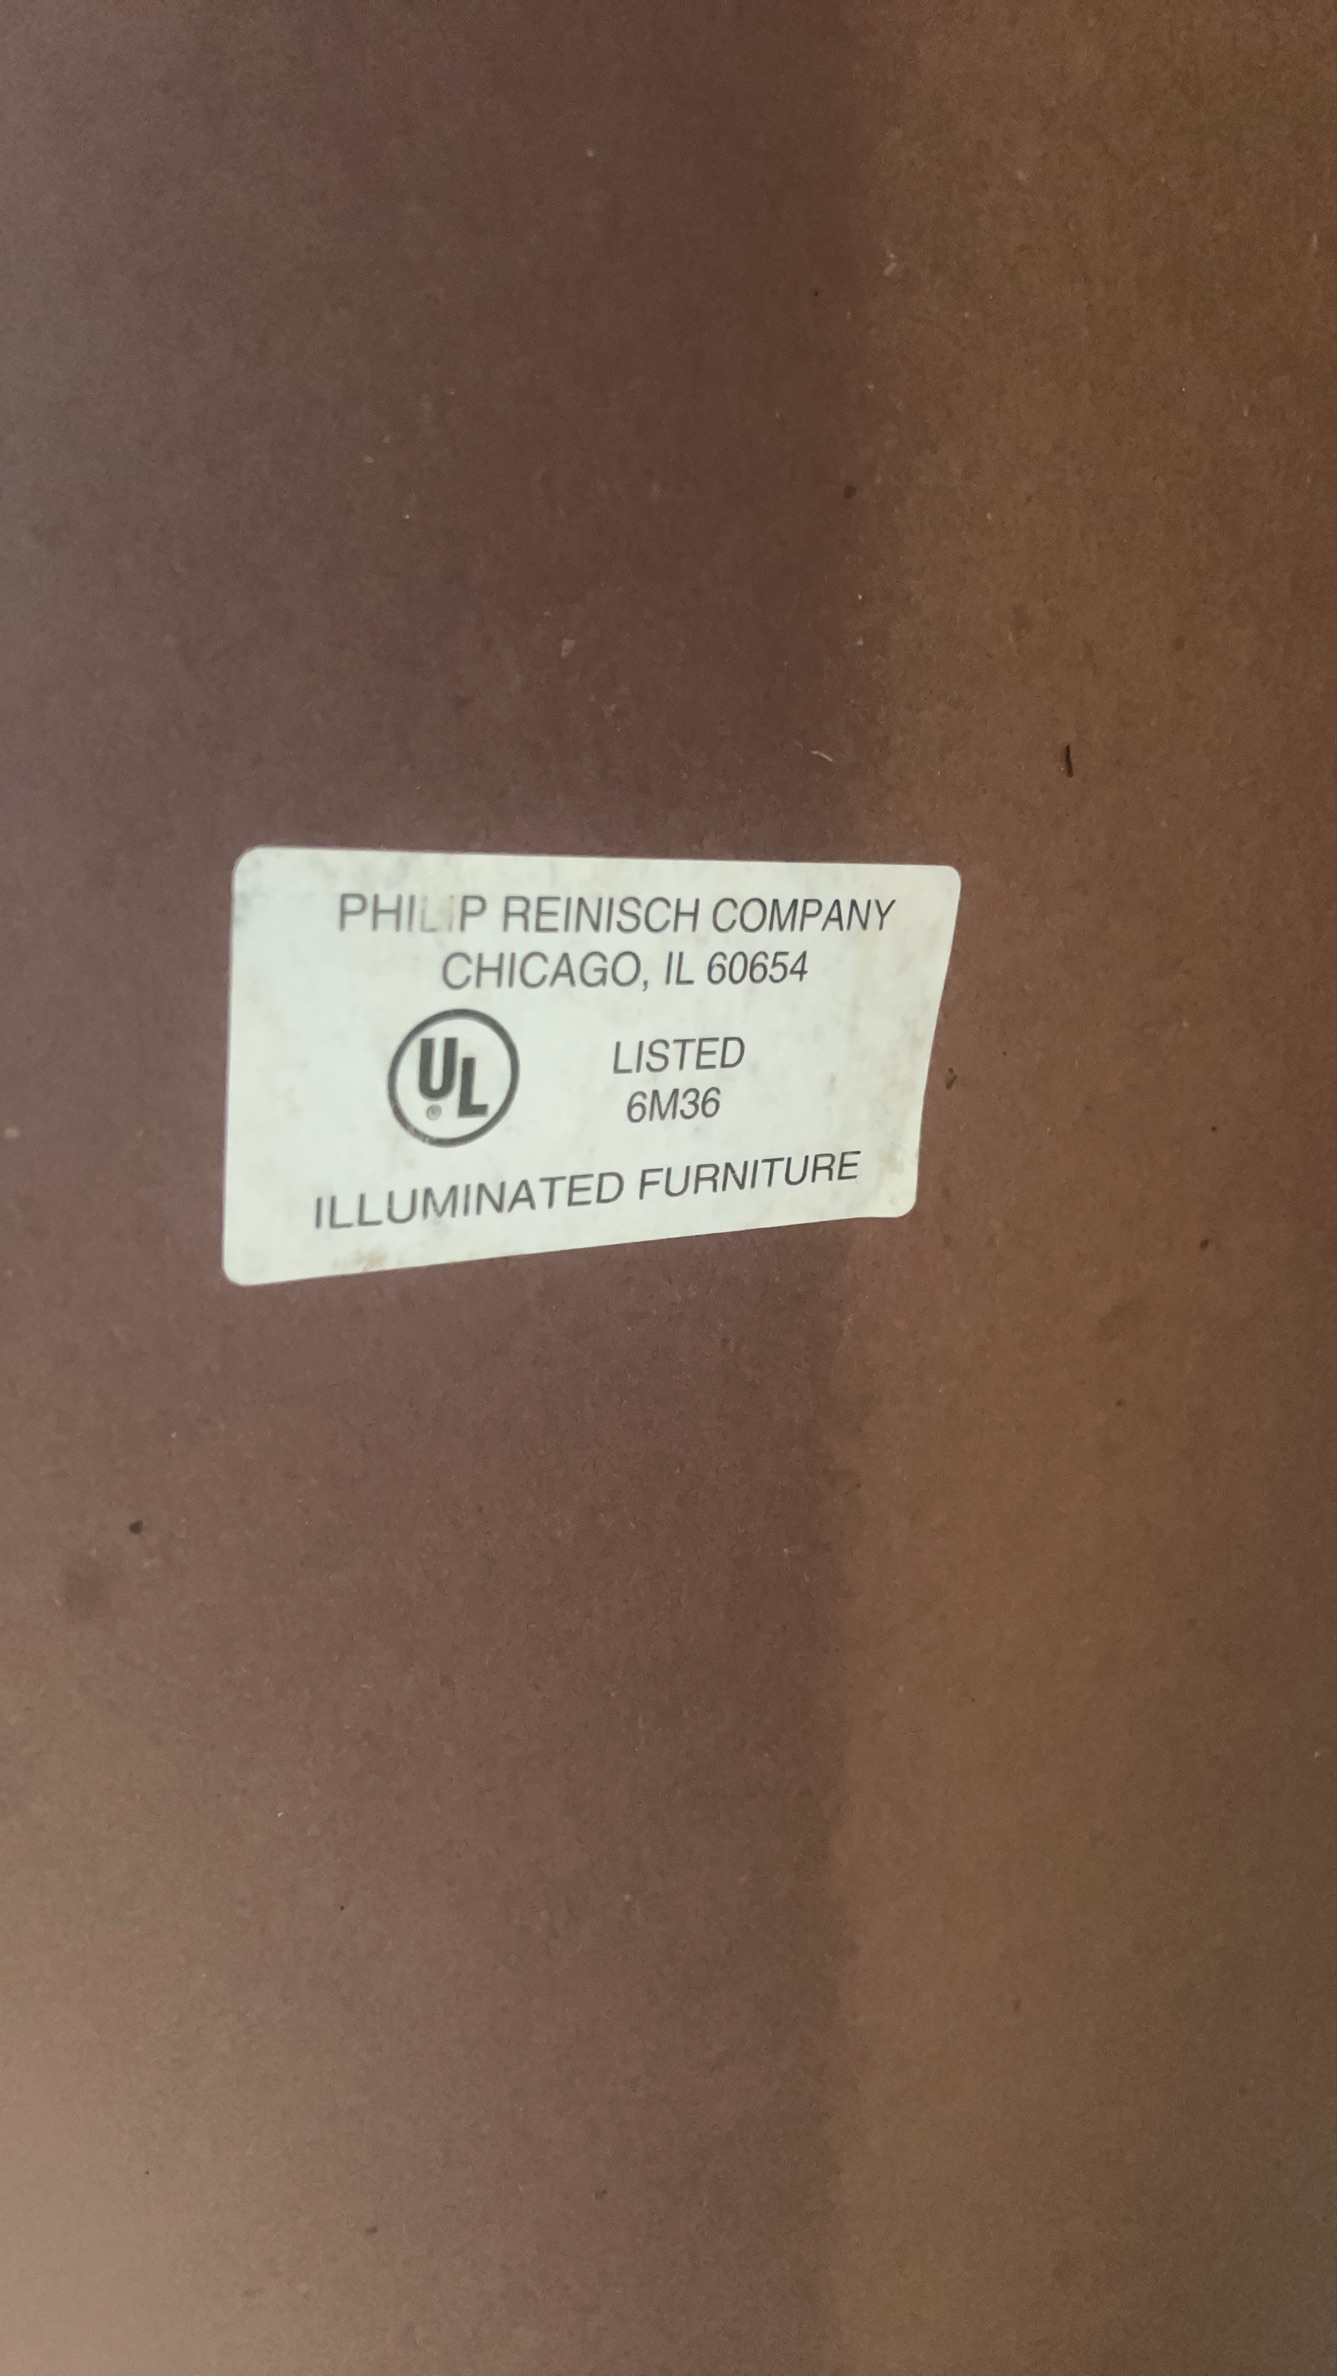 PHILIP REINISCH COMPANY
CHICAGO, IL 60654
UL® LISTED
6M36
ILLUMINATED FURNITURE